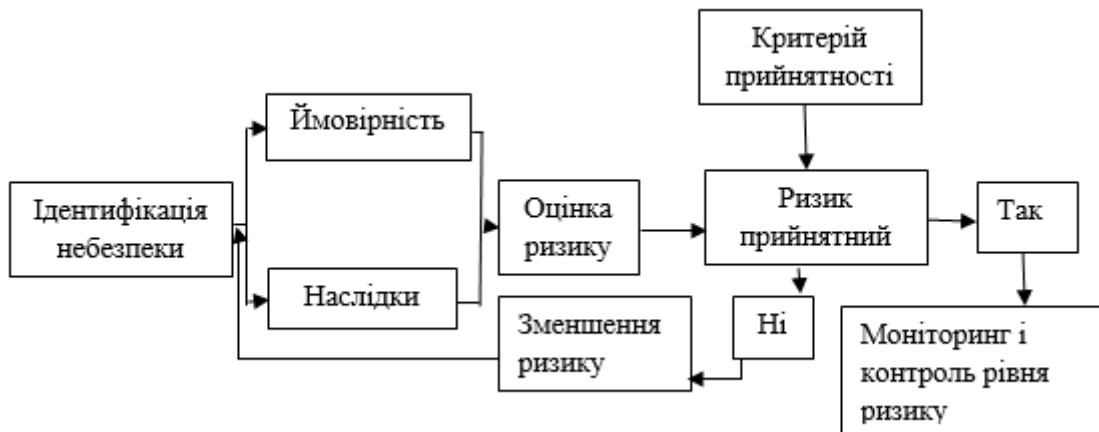 Критерій
прийнятності
Ймовірність
Ідентифікація
небезпеки
Оцінка
ризику
Ризик
прийнятний
Так
Наслідки
Зменшення
ризику
Ні
Моніторинг і
контроль рівня
ризику